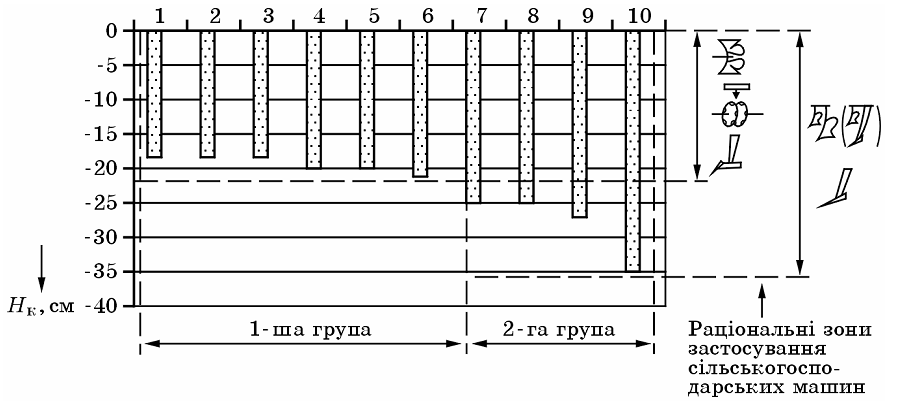 1 2 3 4 5 6 7 8 9 10
0
-5
-10
-15
-20
-25
-30
-35
-40
Hк, см
1-ша група
2-га група
Раціональні зони
застосування
сільськогоспо-
дарських машин